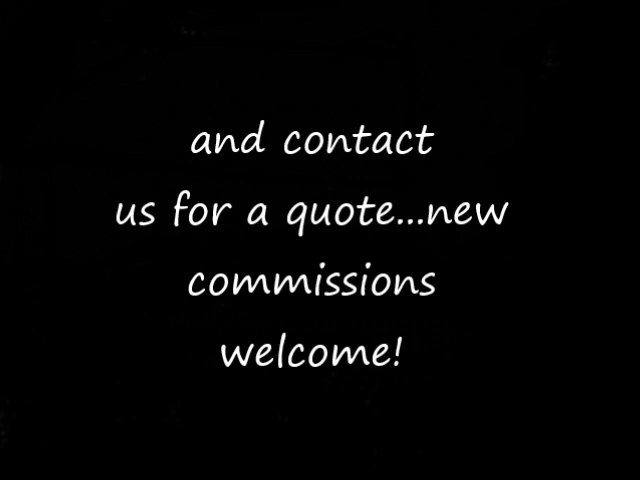 and contact
us for a quote...new
commissions
welcome!